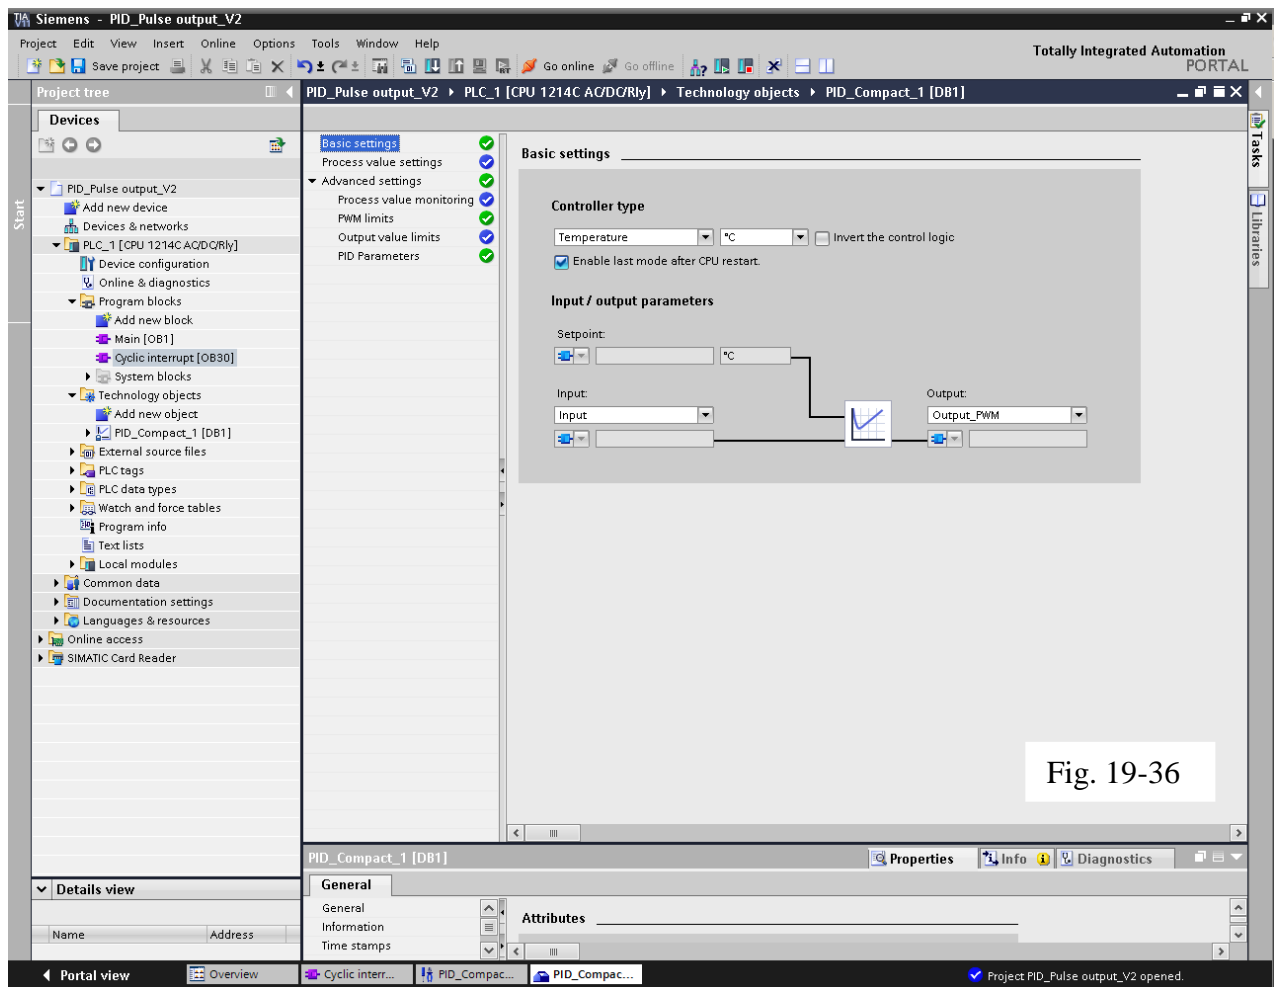 Siemens - PID_Pulse output_V2
Project Edit View Insert Online Options Tools Window Help
Totally Integrated Automation
PORTAL
Save project Go online Go offline
Project tree
PID_Pulse output_V2 PLC_1 [CPU 1214C AC/DC/Rly] Technology objects PID_Compact_1 [DB1]
Devices
PID_Pulse output_V2
Add new device
Devices & networks
PLC_1 [CPU 1214C AC/DC/Rly]
Device configuration
Online & diagnostics
Program blocks
Add new block
Main [OB1]
Cyclic interrupt [OB30]
System blocks
Technology objects
Add new object
PID_Compact_1 [DB1]
External source files
PLC tags
PLC data types
Watch and force tables
Program info
Text lists
Local modules
Common data
Documentation settings
Languages & resources
Online access
SIMATIC Card Reader
Start
Basic settings
Process value settings
Advanced settings
Process value monitoring
PWM limits
Output value limits
PID Parameters
Basic settings
Controller type
Temperature °C Invert the control logic
Enable last mode after CPU restart.
Input / output parameters
Setpoint:
°C
Input: Output:
Input Output_PWM
Tasks
Libraries
Fig. 19-36
PID_Compact_1 [DB1]
Properties Info Diagnostics
General
General
Information
Time stamps
Attributes
Details view
Name Address
Portal view Overview Cyclic interr... PID_Compac... PID_Compac... Project PID_Pulse output_V2 opened.